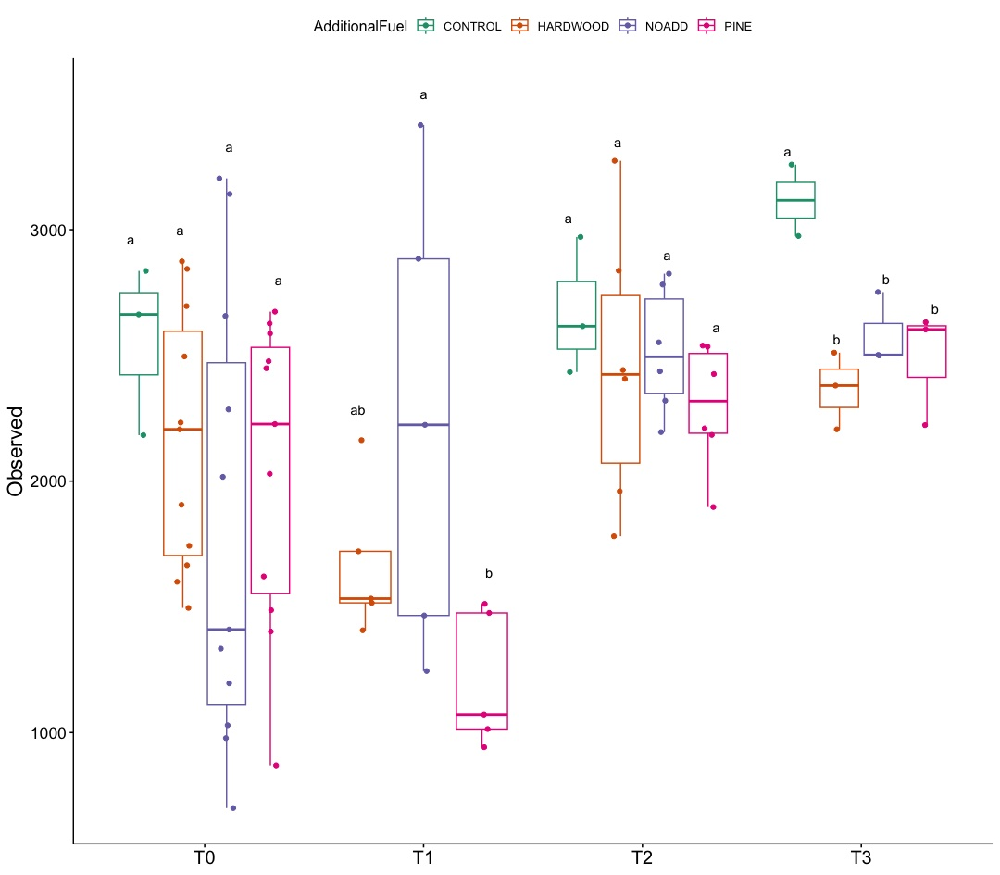 AdditionalFuel CONTROL HARDWOOD NOADD PINE
a
a
a
a
a
a
a
a
b
a
b
a
b
ab
b
3000
2000
1000
Observed
T0 T1 T2 T3